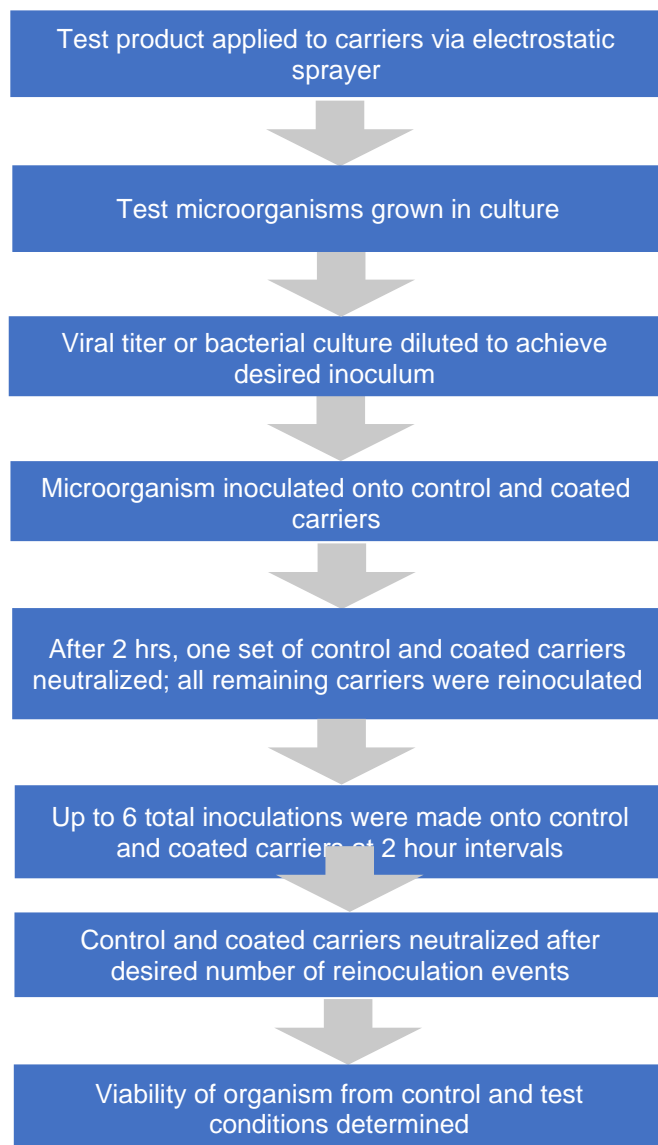 Test product applied to carriers via electrostatic
sprayer
Test microorganisms grown in culture
Viral titer or bacterial culture diluted to achieve
desired inoculum
Microorganism inoculated onto control and coated
carriers
After 2 hrs, one set of control and coated carriers
neutralized; all remaining carriers were reinoculated
Up to 6 total inoculations were made onto control
and coated carriers at 2 hour intervals
Control and coated carriers neutralized after
desired number of reinoculation events
Viability of organism from control and test
conditions determined